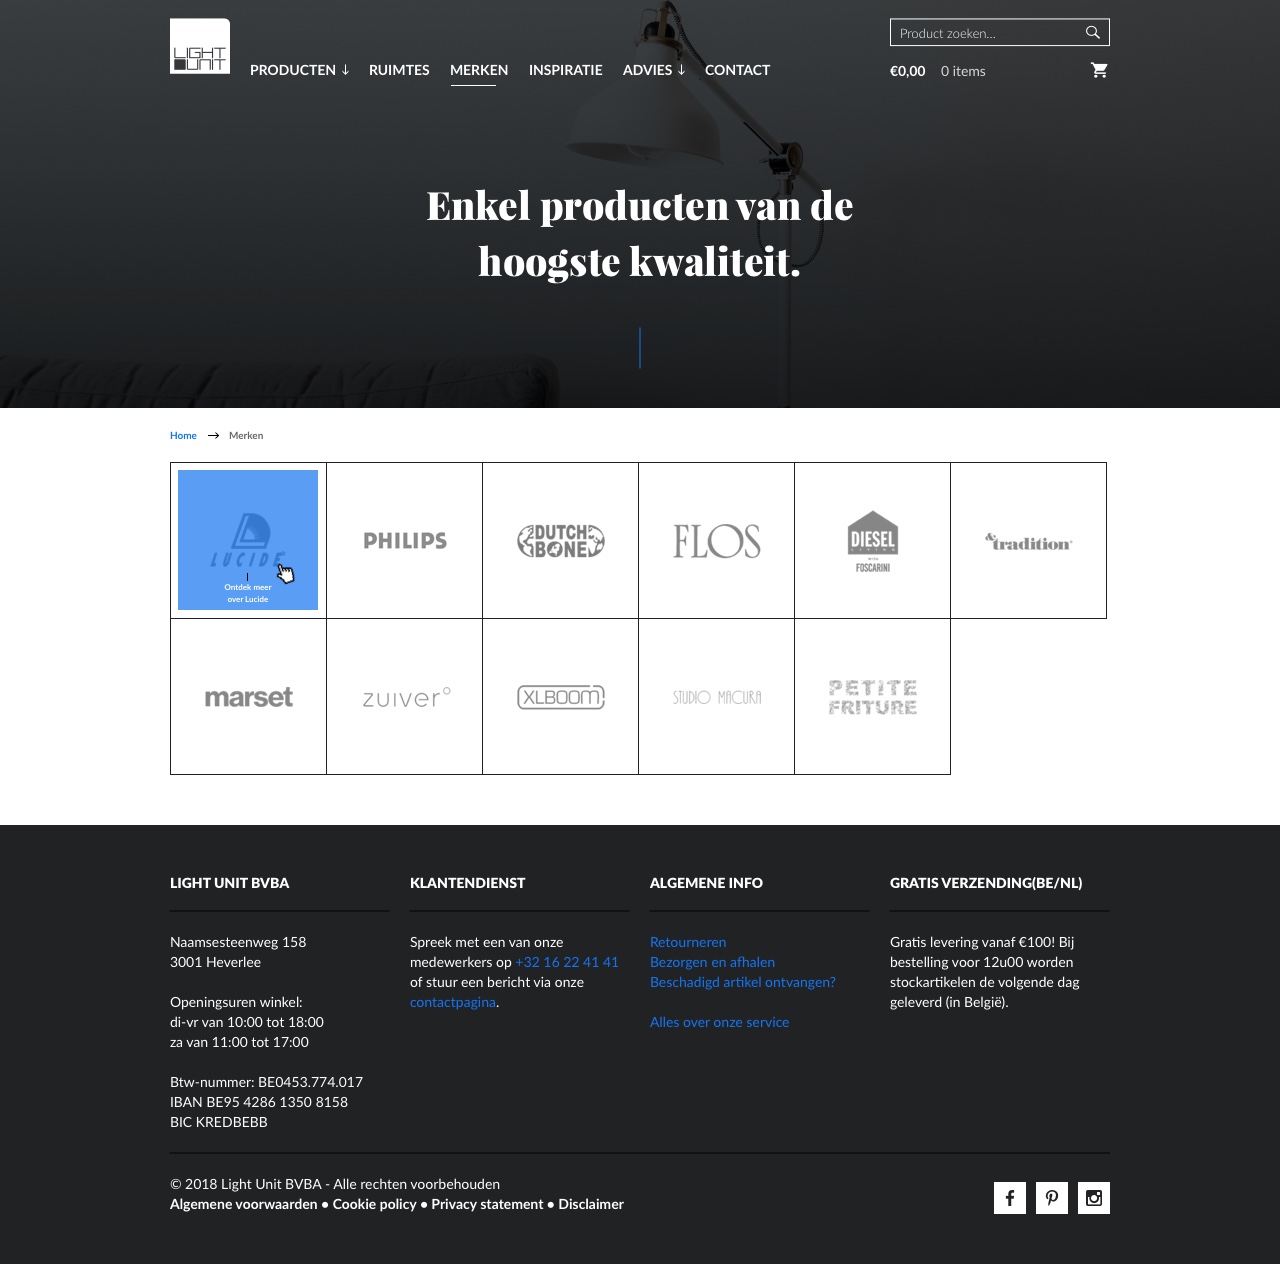 LIGHT
UNIT
PRODUCTEN ↓ RUIMTES MERKEN INSPIRATIE ADVIES ↓ CONTACT
Product zoeken...
€0,00 0 items
Enkel producten van de
hoogste kwaliteit.
Home → Merken
LUCIDE
Ontdek meer
over Lucide
PHILIPS
DUTCH
BONE
FLOS
DIESEL
LIVING
WITH
FOSCARINI
&tradition®
marset
zuiver°
XLBOOM
STUDIO MACURA
PETITE
FRITURE
LIGHT UNIT BVBA
Naamsesteenweg 158
3001 Heverlee
Openingsuren winkel:
di-vr van 10:00 tot 18:00
za van 11:00 tot 17:00
Btw-nummer: BE0453.774.017
IBAN BE95 4286 1350 8158
BIC KREDBEBB
KLANTENDIENST
Spreek met een van onze
medewerkers op +32 16 22 41 41
of stuur een bericht via onze
contactpagina.
ALGEMENE INFO
Retourneren
Bezorgen en afhalen
Beschadigd artikel ontvangen?
Alles over onze service
GRATIS VERZENDING(BE/NL)
Gratis levering vanaf €100! Bij
bestelling voor 12u00 worden
stockartikelen de volgende dag
geleverd (in België).
© 2018 Light Unit BVBA - Alle rechten voorbehouden
Algemene voorwaarden • Cookie policy • Privacy statement • Disclaimer